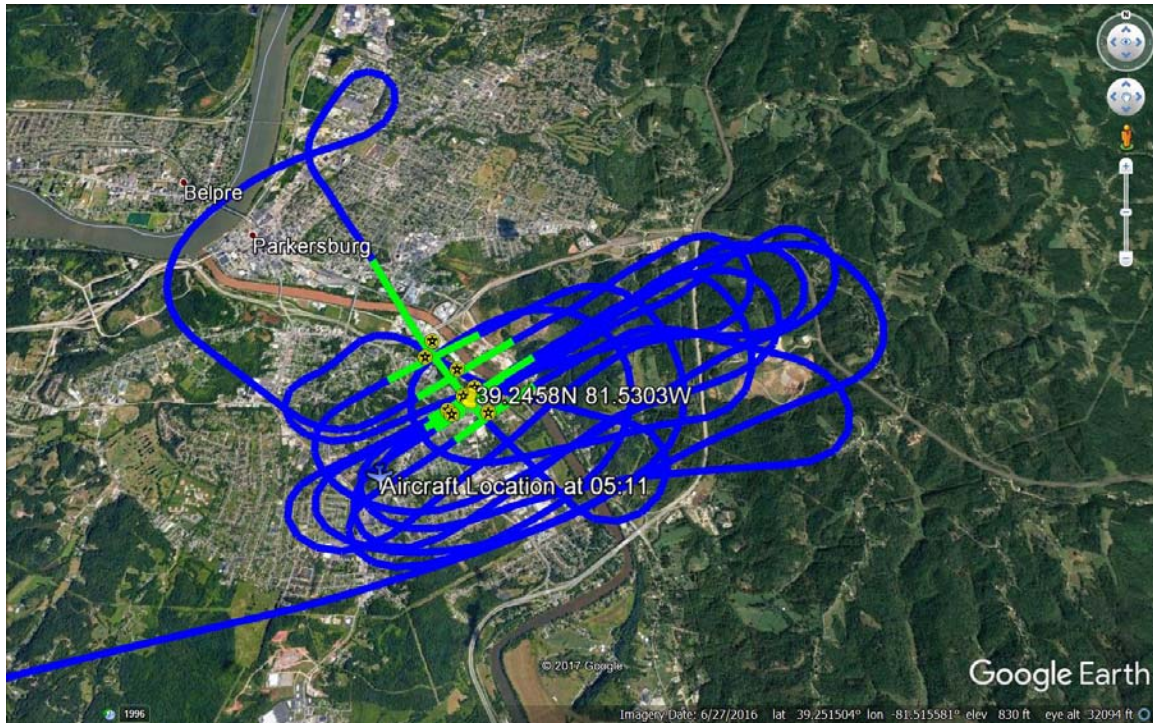 N
Belpre
Parkersburg
39.2458N 81.5303W
Aircraft Location at 05:11
© 2017 Google
Google Earth
1996
Imagery Date: 6/27/2016 lat 39.251504° lon -81.515581° elev 830 ft eye alt 32094 ft